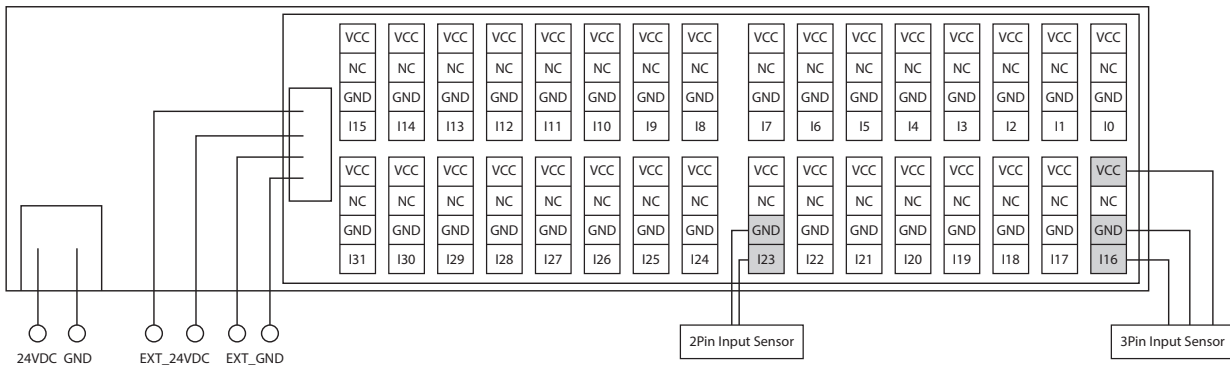 VCC VCC VCC VCC VCC VCC VCC VCC VCC VCC VCC VCC VCC VCC VCC VCC
NC NC NC NC NC NC NC NC NC NC NC NC NC NC NC NC
GND GND GND GND GND GND GND GND GND GND GND GND GND GND GND GND
I15 I14 I13 I12 I11 I10 I9 I8 I7 I6 I5 I4 I3 I2 I1 I0
VCC VCC VCC VCC VCC VCC VCC VCC VCC VCC VCC VCC VCC VCC VCC VCC
NC NC NC NC NC NC NC NC NC NC NC NC NC NC NC NC
GND GND GND GND GND GND GND GND GND GND GND GND GND GND GND GND
I31 I30 I29 I28 I27 I26 I25 I24 I23 I22 I21 I20 I19 I18 I17 I16
2Pin Input Sensor 3Pin Input Sensor
24VDC GND EXT_24VDC EXT_GND